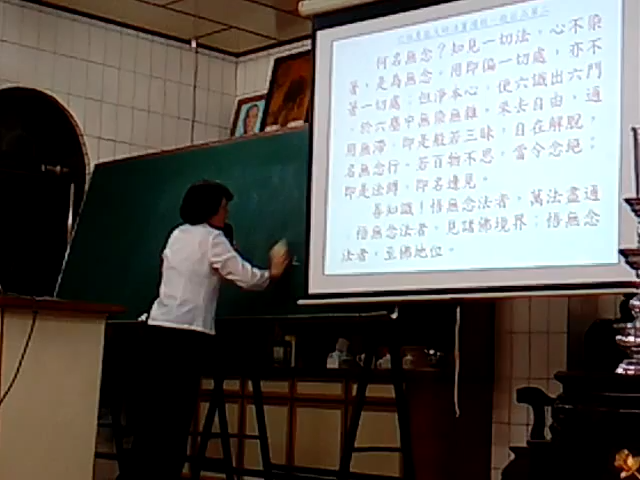 何名無念？知見一切法，心不染
著，是為無念。用即偏一切處，亦不
著一切處；但淨本心，使六識出六門
，於六塵中無染無雜，來去自由，通
用無滯，即是般若三昧，自在解脫，
名無念行。若百物不思，當令念絕，
即是法縛，即名邊見。
善知識！悟無念法者，萬法盡通
；悟無念法者，見諸佛境界；悟無念
法者，至佛地位。